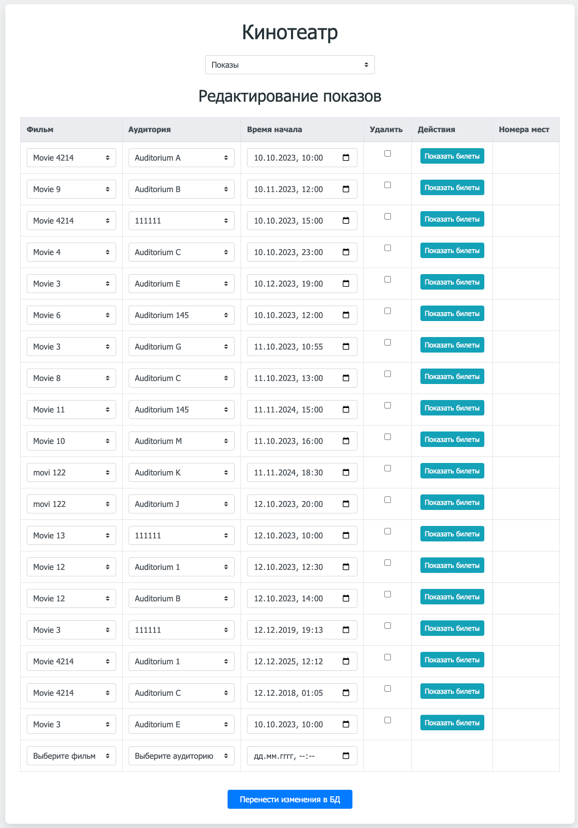 Кинотеатр
Показы
Редактирование показов
Фильм Аудитория Время начала Удалить Действия Номера мест
Movie 4214 Auditorium A 10.10.2023, 10:00 Показать билеты
Movie 9 Auditorium B 10.11.2023, 12:00 Показать билеты
Movie 4214 111111 10.10.2023, 15:00 Показать билеты
Movie 4 Auditorium C 10.10.2023, 23:00 Показать билеты
Movie 3 Auditorium E 10.12.2023, 19:00 Показать билеты
Movie 6 Auditorium 145 10.10.2023, 12:00 Показать билеты
Movie 3 Auditorium G 11.10.2023, 10:55 Показать билеты
Movie 8 Auditorium C 11.10.2023, 13:00 Показать билеты
Movie 11 Auditorium 145 11.11.2024, 15:00 Показать билеты
Movie 10 Auditorium M 11.10.2023, 16:00 Показать билеты
movi 122 Auditorium K 11.11.2024, 18:30 Показать билеты
movi 122 Auditorium J 12.10.2023, 20:00 Показать билеты
Movie 13 111111 12.10.2023, 10:00 Показать билеты
Movie 12 Auditorium 1 12.10.2023, 12:30 Показать билеты
Movie 12 Auditorium B 12.10.2023, 14:00 Показать билеты
Movie 3 111111 12.12.2019, 19:13 Показать билеты
Movie 4214 Auditorium 1 12.12.2025, 12:12 Показать билеты
Movie 4214 Auditorium C 12.12.2018, 01:05 Показать билеты
Movie 3 Auditorium E 10.10.2023, 10:00 Показать билеты
Выберите фильм Выберите аудиторию дд.мм.гггг, --:--
Перенести изменения в БД